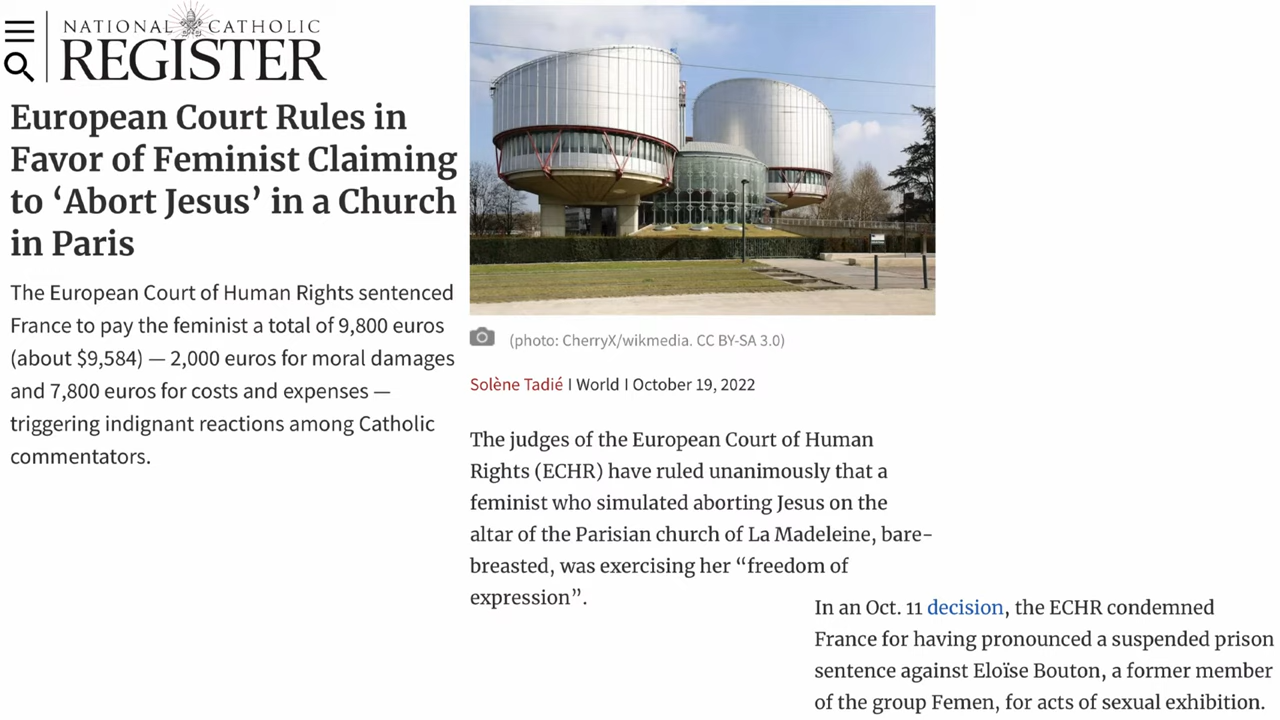 NATIONAL CATHOLIC
REGISTER
European Court Rules in
Favor of Feminist Claiming
to ‘Abort Jesus’ in a Church
in Paris
The European Court of Human Rights sentenced
France to pay the feminist a total of 9,800 euros
(about $9,584) — 2,000 euros for moral damages
and 7,800 euros for costs and expenses —
triggering indignant reactions among Catholic
commentators.
(photo: CherryX/wikmedia. CC BY-SA 3.0)
Solène Tadié I World I October 19, 2022
The judges of the European Court of Human
Rights (ECHR) have ruled unanimously that a
feminist who simulated aborting Jesus on the
altar of the Parisian church of La Madeleine, bare-
breasted, was exercising her “freedom of
expression”.
In an Oct. 11 decision, the ECHR condemned
France for having pronounced a suspended prison
sentence against Eloïse Bouton, a former member
of the group Femen, for acts of sexual exhibition.